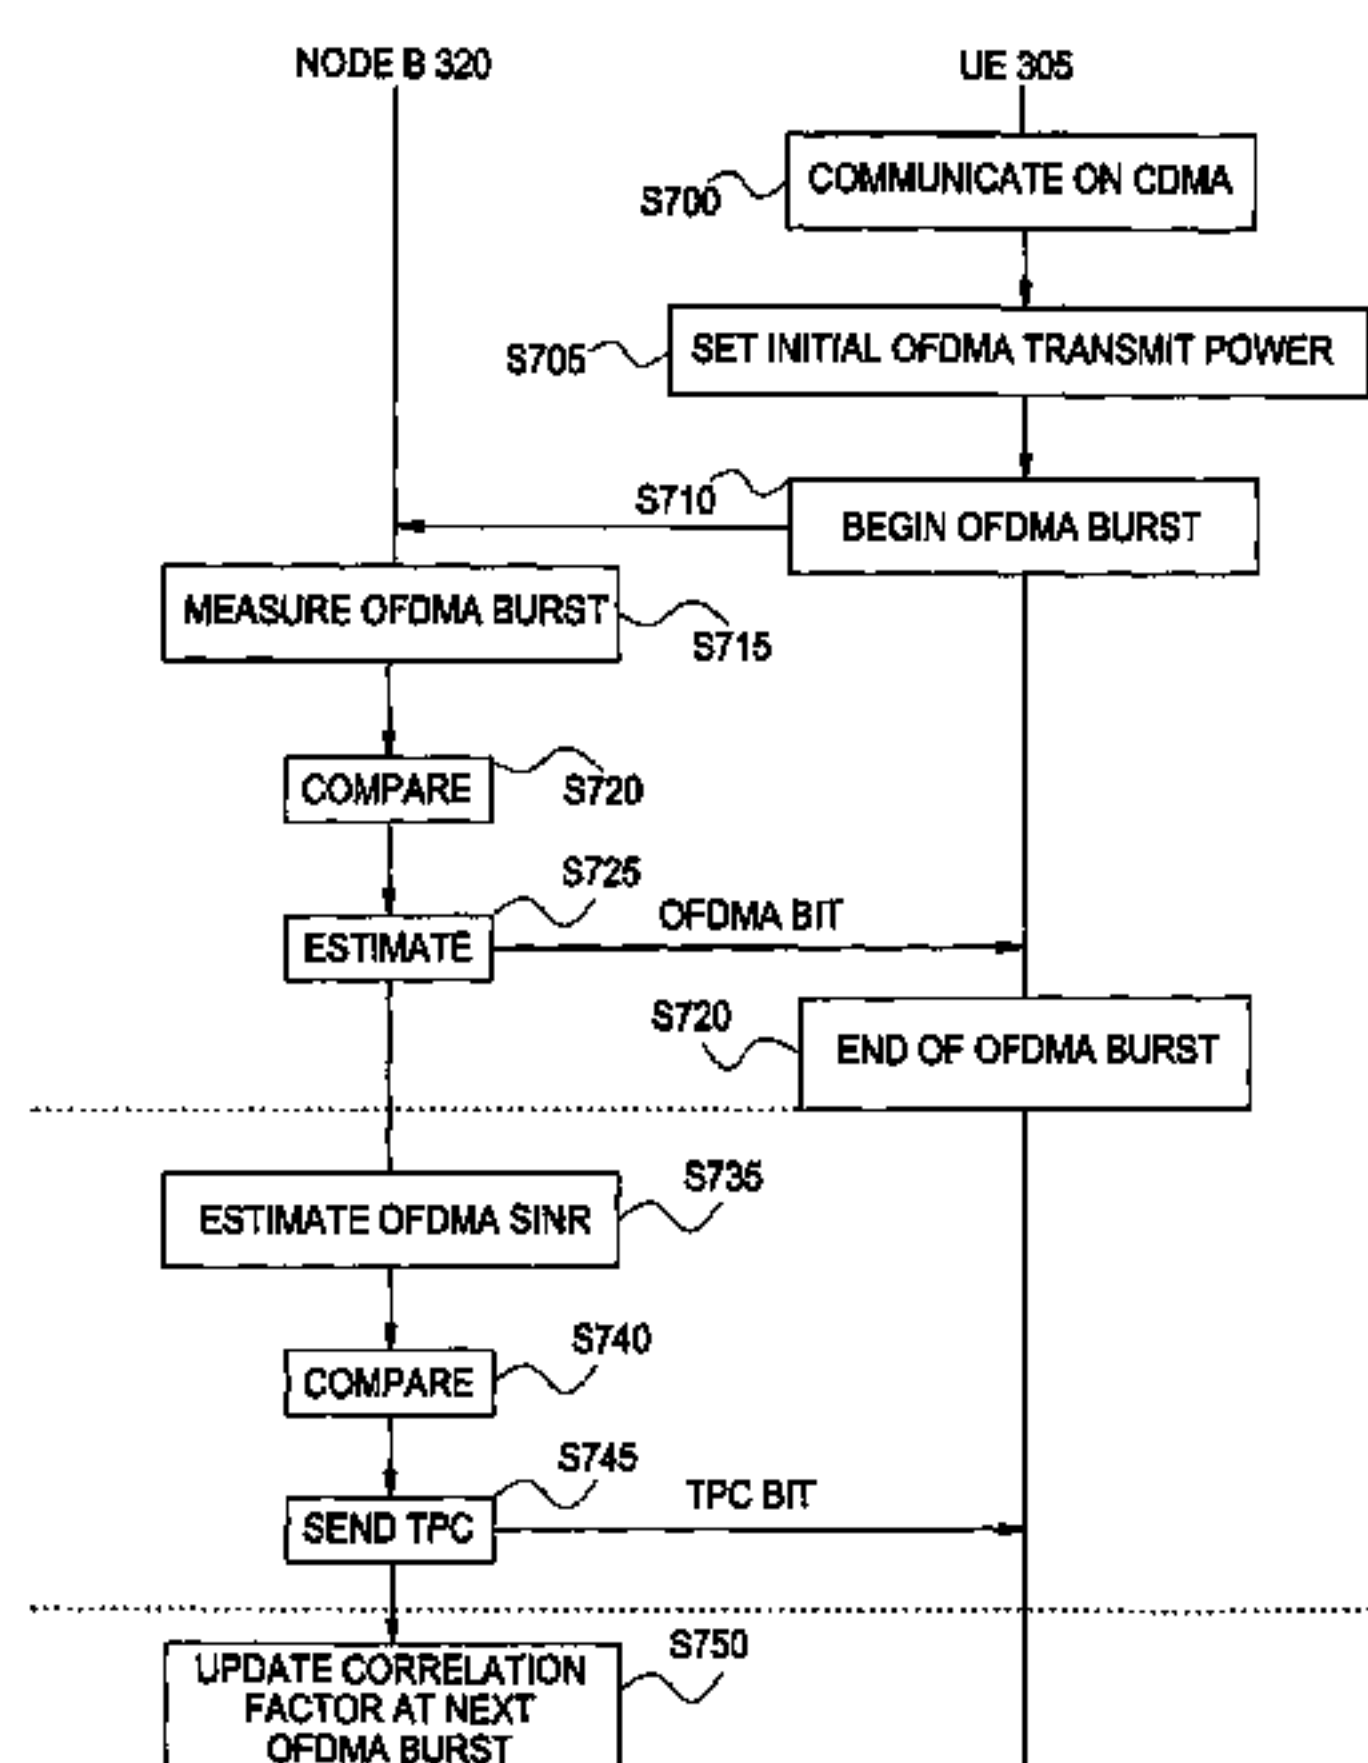 NODE B 320
UE 305
COMMUNICATE ON CDMA
S700
SET INITIAL OFDMA TRANSMIT POWER
S705
S710
BEGIN OFDMA BURST
MEASURE OFDMA BURST
S715
COMPARE
S720
S725
OFDMA BIT
ESTIMATE
S720
END OF OFDMA BURST
S735
ESTIMATE OFDMA SINR
S740
COMPARE
S745
TPC BIT
SEND TPC
S750
UPDATE CORRELATION
FACTOR AT NEXT
OFDMA BURST